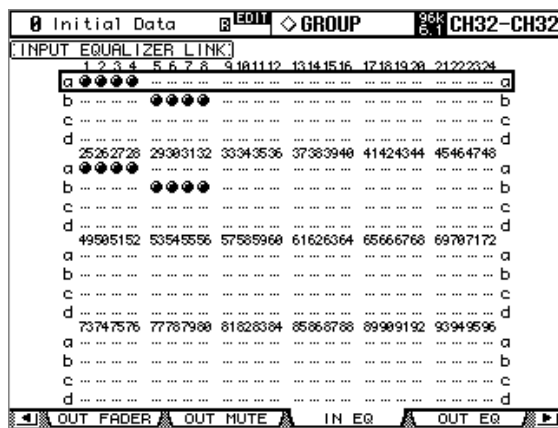 0 Initial Data R EDIT ◇ GROUP 96K 6.1 CH32-CH32
INPUT EQUALIZER LINK
1 2 3 4 5 6 7 8 9 10 11 12 13 14 15 16 17 18 19 20 21 22 23 24
a a
b b
c c
d d
25 26 27 28 29 30 31 32 33 34 35 36 37 38 39 40 41 42 43 44 45 46 47 48
a a
b b
c c
d d
49 50 51 52 53 54 55 56 57 58 59 60 61 62 63 64 65 66 67 68 69 70 71 72
a a
b b
c c
d d
73 74 75 76 77 78 79 80 81 82 83 84 85 86 87 88 89 90 91 92 93 94 95 96
a a
b b
c c
d d
OUT FADER OUT MUTE IN EQ OUT EQ